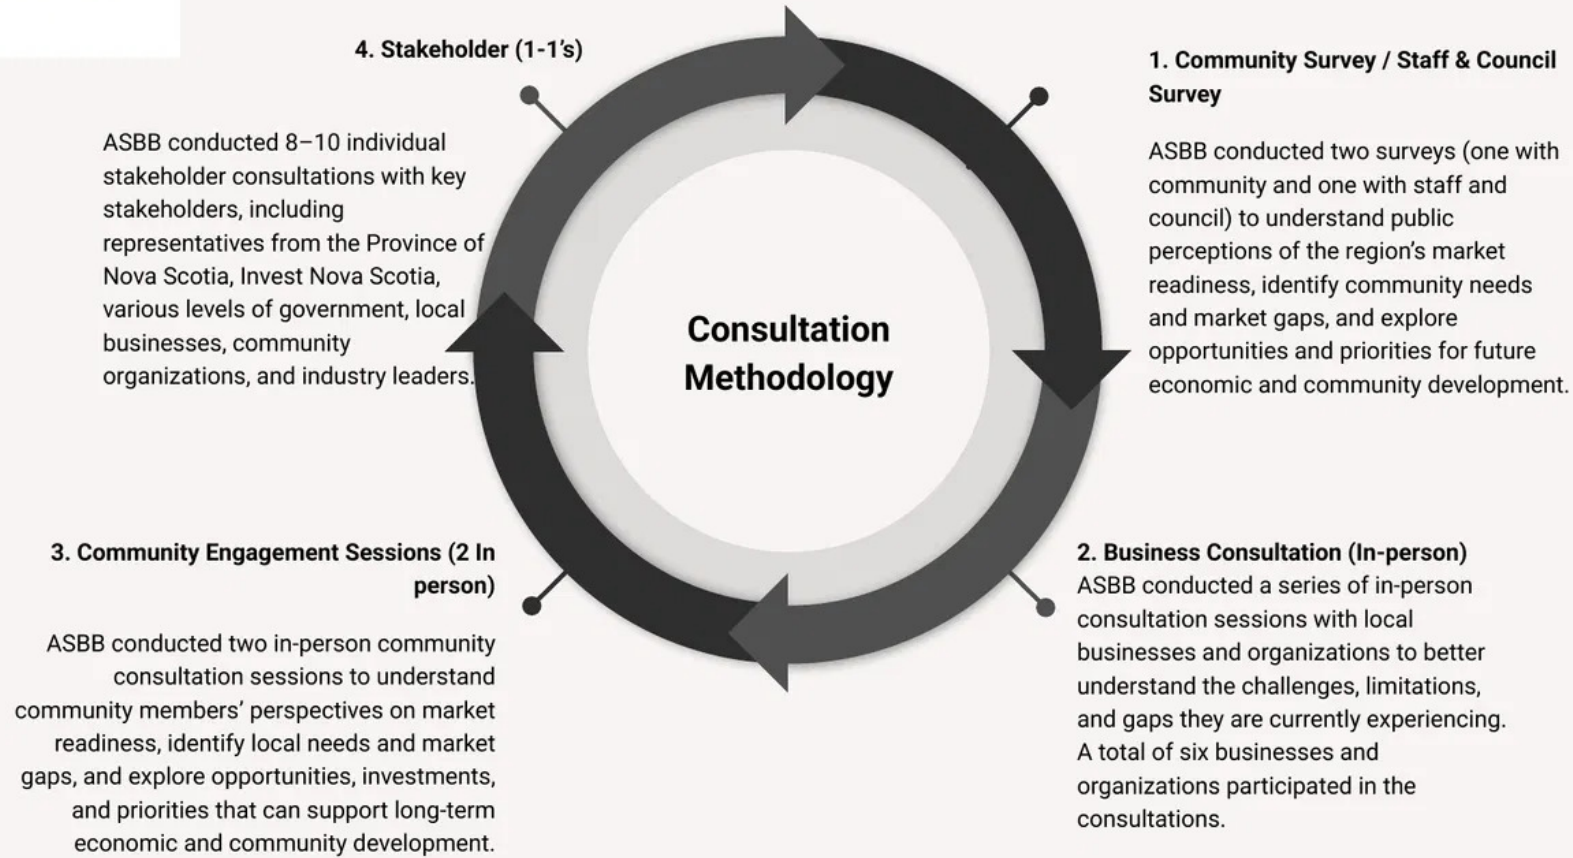 4. Stakeholder (1-1's)
ASBB conducted 8–10 individual
stakeholder consultations with key
stakeholders, including
representatives from the Province of
Nova Scotia, Invest Nova Scotia,
various levels of government, local
businesses, community
organizations, and industry leaders.
1. Community Survey / Staff & Council
Survey
ASBB conducted two surveys (one with
community and one with staff and
council) to understand public
perceptions of the region's market
readiness, identify community needs
and market gaps, and explore
opportunities and priorities for future
economic and community development.
Consultation
Methodology
3. Community Engagement Sessions (2 In
person)
ASBB conducted two in-person community
consultation sessions to understand
community members' perspectives on market
readiness, identify local needs and market
gaps, and explore opportunities, investments,
and priorities that can support long-term
economic and community development.
2. Business Consultation (In-person)
ASBB conducted a series of in-person
consultation sessions with local
businesses and organizations to better
understand the challenges, limitations,
and gaps they are currently experiencing.
A total of six businesses and
organizations participated in the
consultations.